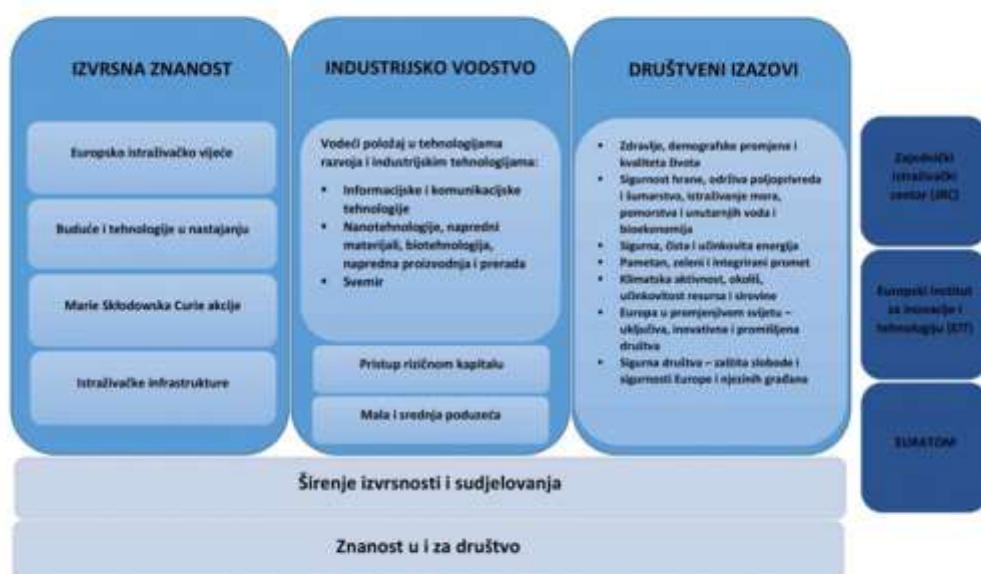 IZVRSNA ZNANOST
Europsko istraživačko vijeće
Buduće i tehnologije u nastajanju
Marie Skłodowska Curie akcije
Istraživačke infrastrukture
INDUSTRIJSKO VODSTVO
Vodeći položaj u tehnologijama
razvoja i industrijskim tehnologijama:
Informacijske i komunikacijske
tehnologije
Nanotehnologije, napredni
materijali, biotehnologija,
napredna proizvodnja i prerada
Svemir
Pristup rizičnom kapitalu
Mala i srednja poduzeća
DRUŠTVENI IZAZOVI
Zdravlje, demografske promjene i
kvaliteta života
Sigurnost hrane, održiva poljoprivreda
i šumarstvo, istraživanje mora,
pomorstva i unutarnjih voda i
bioekonomija
Sigurna, čista i učinkovita energija
Pametan, zeleni i integrirani promet
Klimatska aktivnost, okoliš,
učinkovitost resursa i sirovine
Europa u promjenjivom svijetu –
uključiva, inovativna i promišljena
društva
Sigurna društva – zaštita slobode i
sigurnosti Europe i njezinih građana
Zajednički
istraživački
centar (JRC)
Europski institut
za inovacije i
tehnologiju (EIT)
EURATOM
Širenje izvrsnosti i sudjelovanja
Znanost u i za društvo